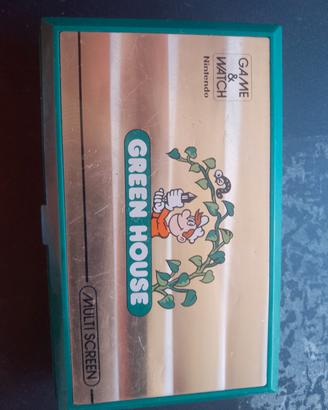 GAME
&
WATCH
Nintendo
GREEN HOUSE
MULTI SCREEN